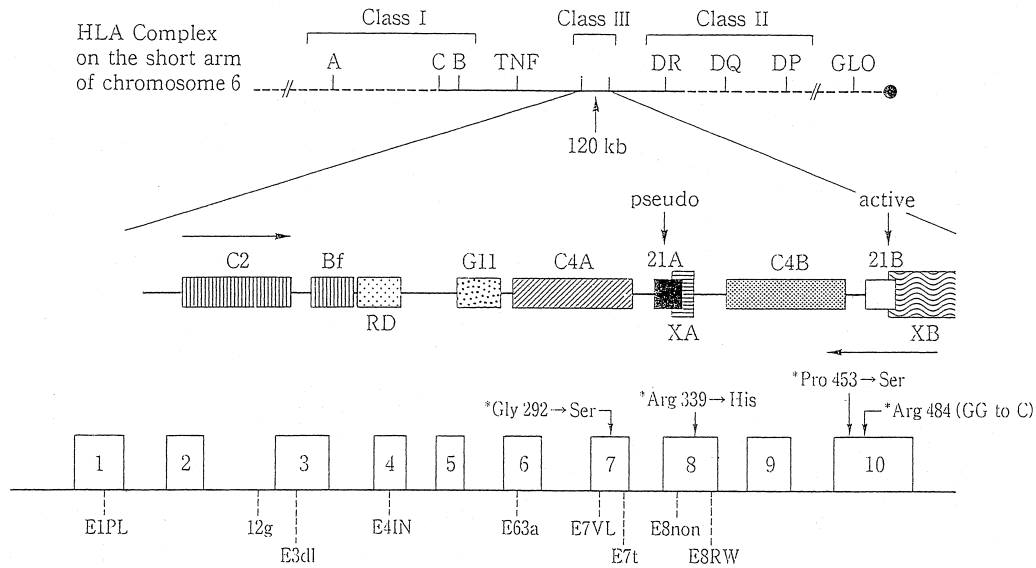 HLA Complex
on the short arm
of chromosome 6
Class I
Class III
Class II
A
C B
TNF
DR
DQ
DP
GLO
120 kb
pseudo
active
C2
Bf
G11
C4A
21A
C4B
21B
RD
XA
XB
*Pro 453→Ser
*Gly 292→Ser
*Arg 339→His
*Arg 484 (GG to C)
1
2
3
4
5
6
7
8
9
10
E1PL
12g
E3dl
E4IN
E63a
E7VL
E7t
E8non
E8RW